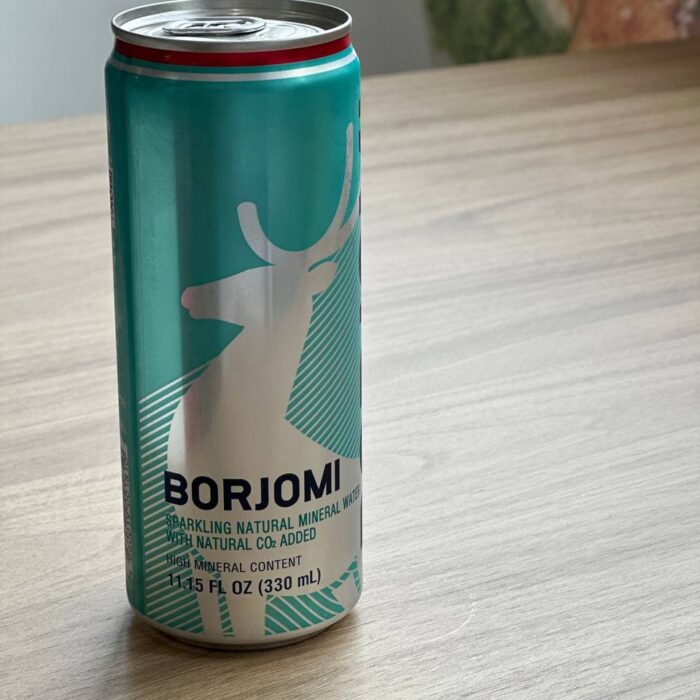 BORJOMI
SPARKLING NATURAL MINERAL WATER
WITH NATURAL CO₂ ADDED
HIGH MINERAL CONTENT
11.15 FL OZ (330 mL)